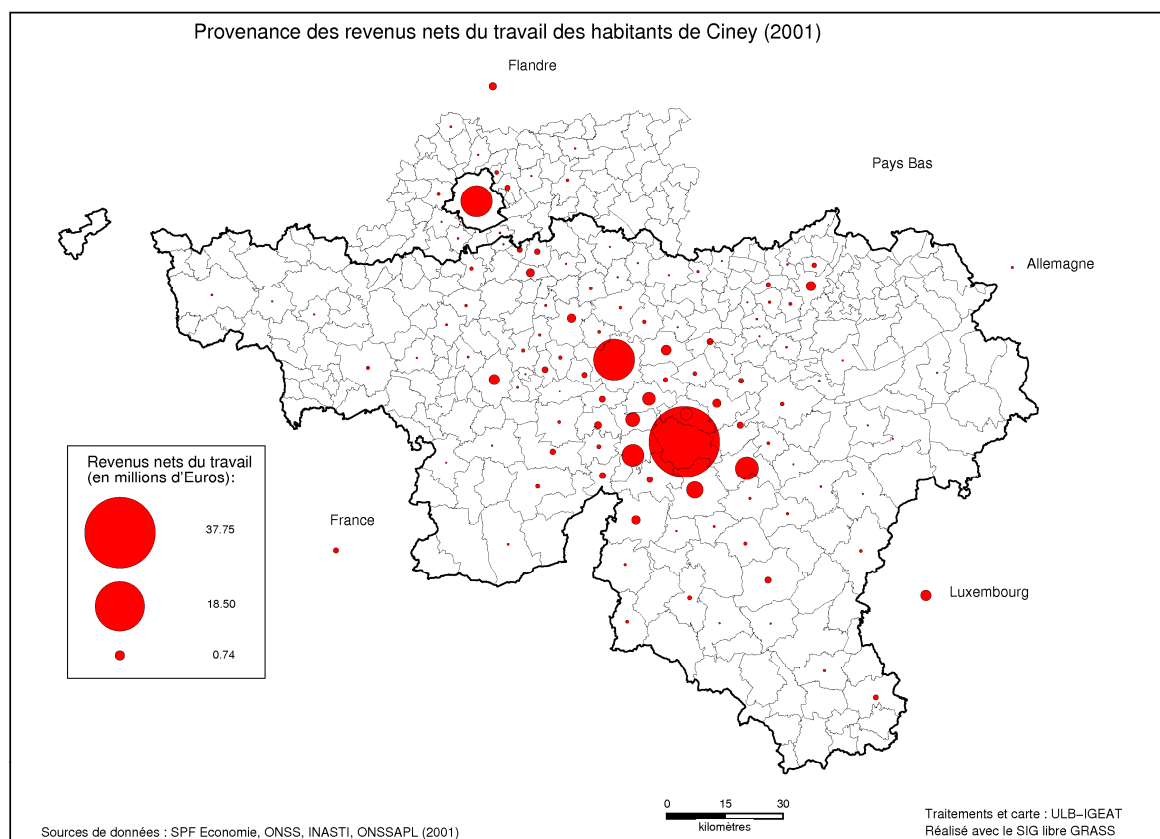 Provenance des revenus nets du travail des habitants de Ciney (2001)
Flandre
Pays Bas
Allemagne
Revenus nets du travail
(en millions d'Euros):
37.75
18.50
0.74
France
Luxembourg
0 15 30
kilomètres
Sources de données : SPF Economie, ONSS, INASTI, ONSSAPL (2001)
Traitements et carte : ULB-IGEAT
Réalisé avec le SIG libre GRASS